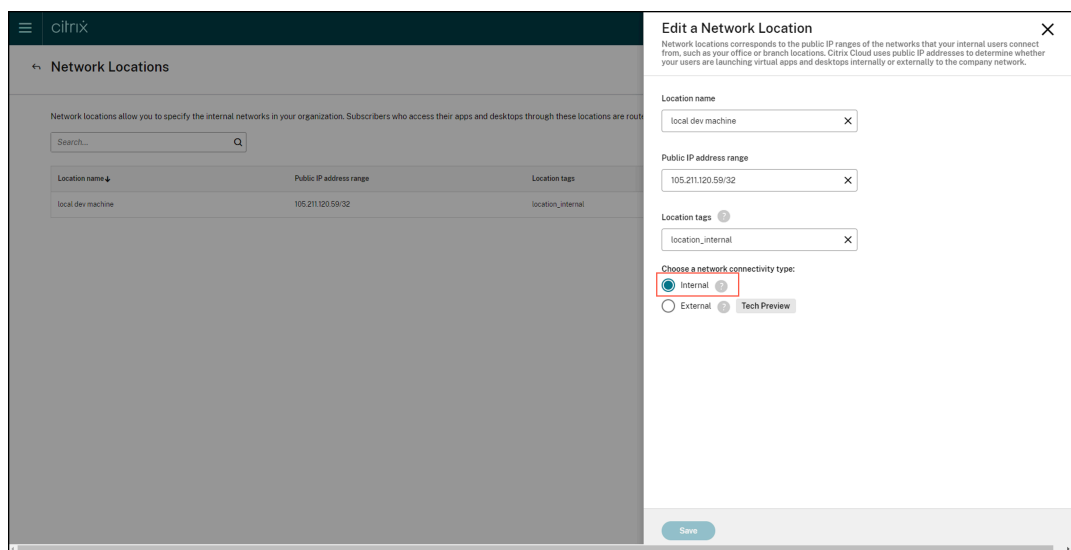 citrix
Network Locations
Network locations allow you to specify the internal networks in your organization. Subscribers who access their apps and desktops through these locations are route
Search...
Location name Public IP address range Location tags
local dev machine 105.211.120.59/32 location_internal
Edit a Network Location
Network locations corresponds to the public IP ranges of the networks that your internal users connect
from, such as your office or branch locations. Citrix Cloud uses public IP addresses to determine whether
your users are launching virtual apps and desktops internally or externally to the company network.
Location name
local dev machine
Public IP address range
105.211.120.59/32
Location tags ?
location_internal
Choose a network connectivity type:
Internal ?
External ? Tech Preview
Save